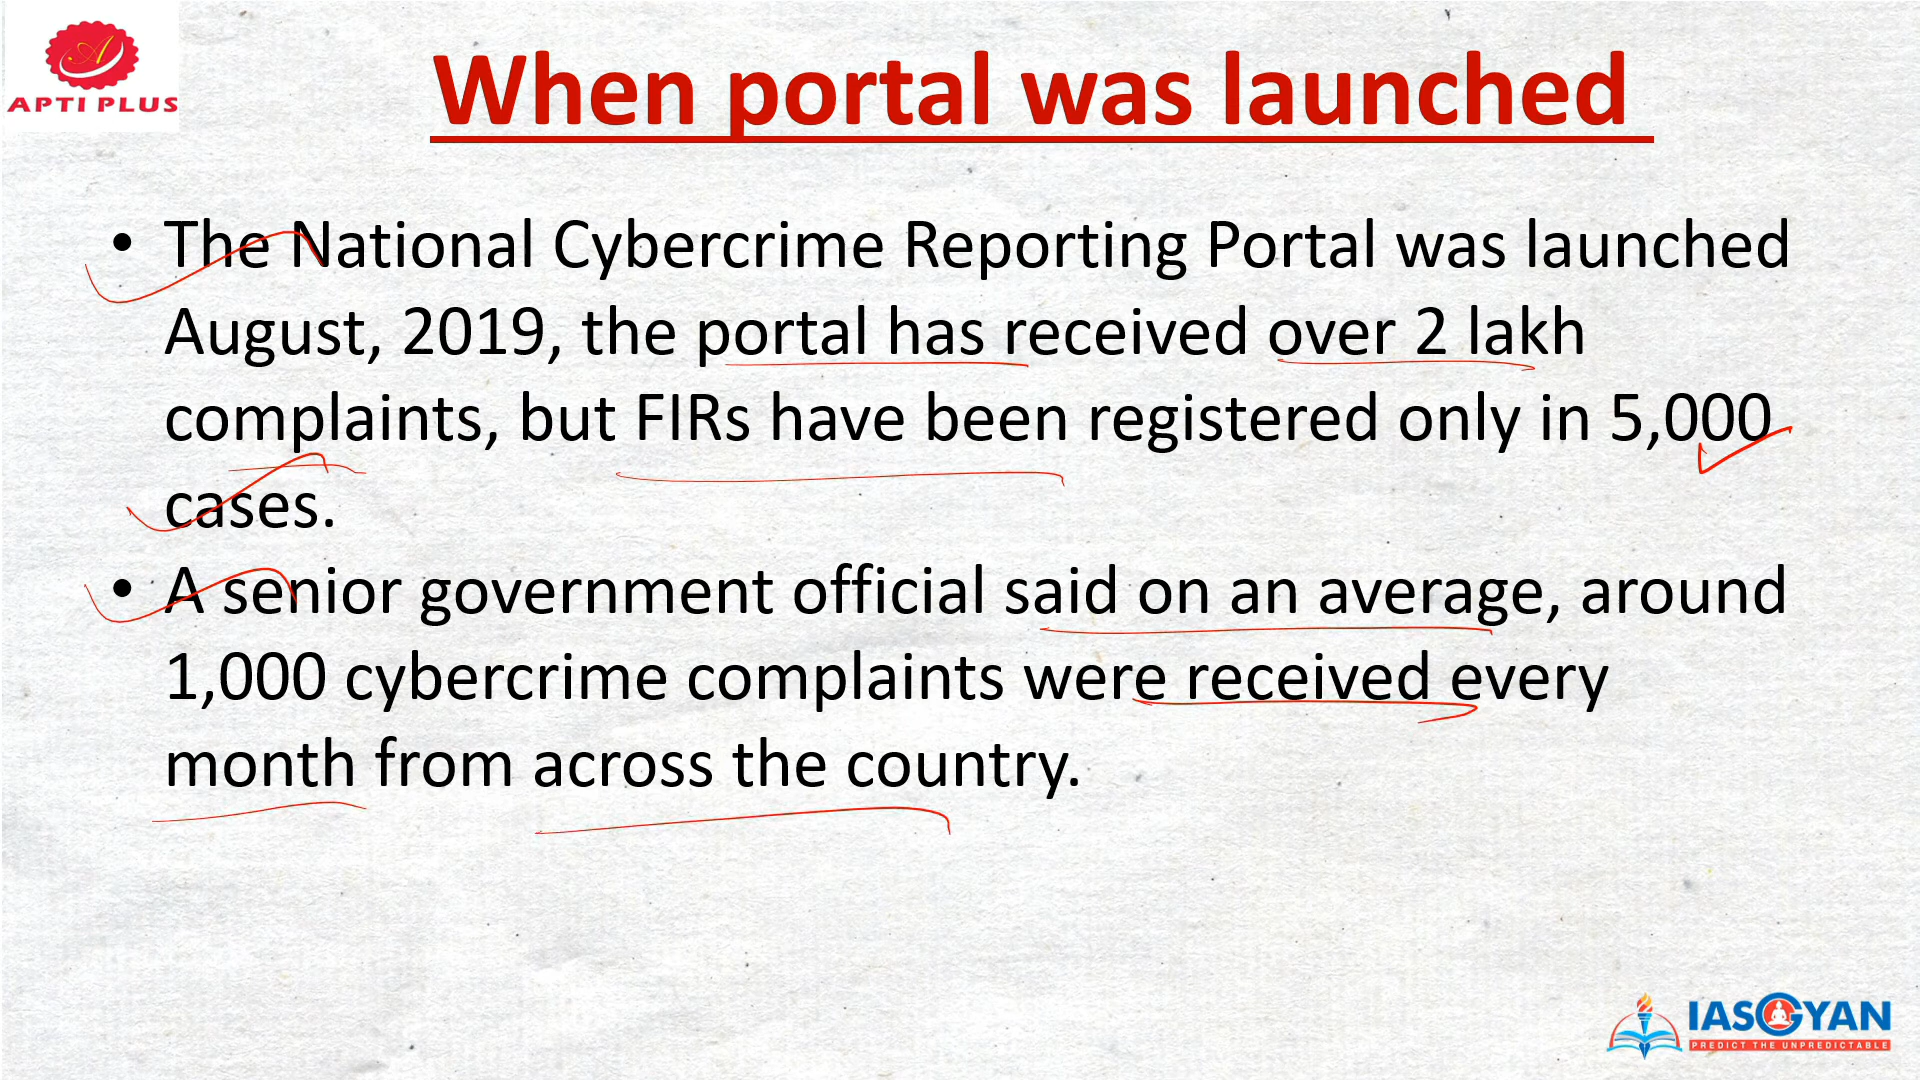 APTI PLUS
When portal was launched
• The National Cybercrime Reporting Portal was launched
August, 2019, the portal has received over 2 lakh
complaints, but FIRs have been registered only in 5,000
cases.
• A senior government official said on an average, around
1,000 cybercrime complaints were received every
month from across the country.
IASGYAN
PREDICT THE UNPREDICTABLE